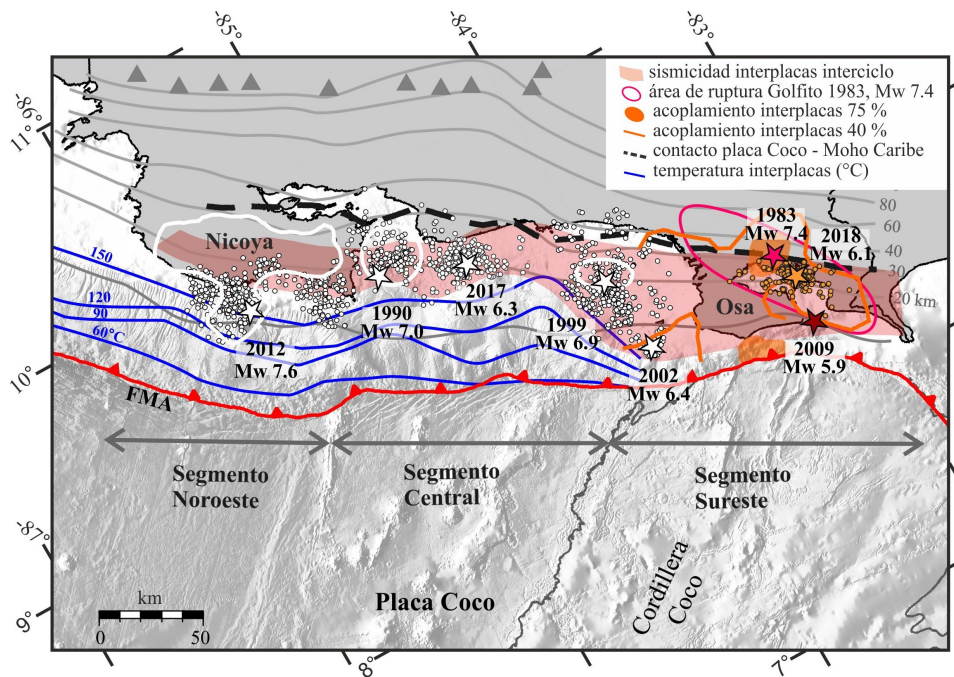 -85°
-84°
-83°
-86°
11°
sismicidad interplacas interciclo
área de ruptura Golfito 1983, Mw 7.4
acoplamiento interplacas 75 %
acoplamiento interplacas 40 %
contacto placa Coco - Moho Caribe
temperatura interplacas (°C)
80
60
40
30
20 km
1983
Mw 7.4
2018
Mw 6.1
Nicoya
Osa
150
120
90
60°C
2017
Mw 6.3
1990
Mw 7.0
1999
Mw 6.9
2012
Mw 7.6
2002
Mw 6.4
2009
Mw 5.9
10°
FMA
Segmento
Noroeste
Segmento
Central
Segmento
Sureste
-87°
Placa Coco
Cordillera
Coco
km
0
50
9°
8°
7°